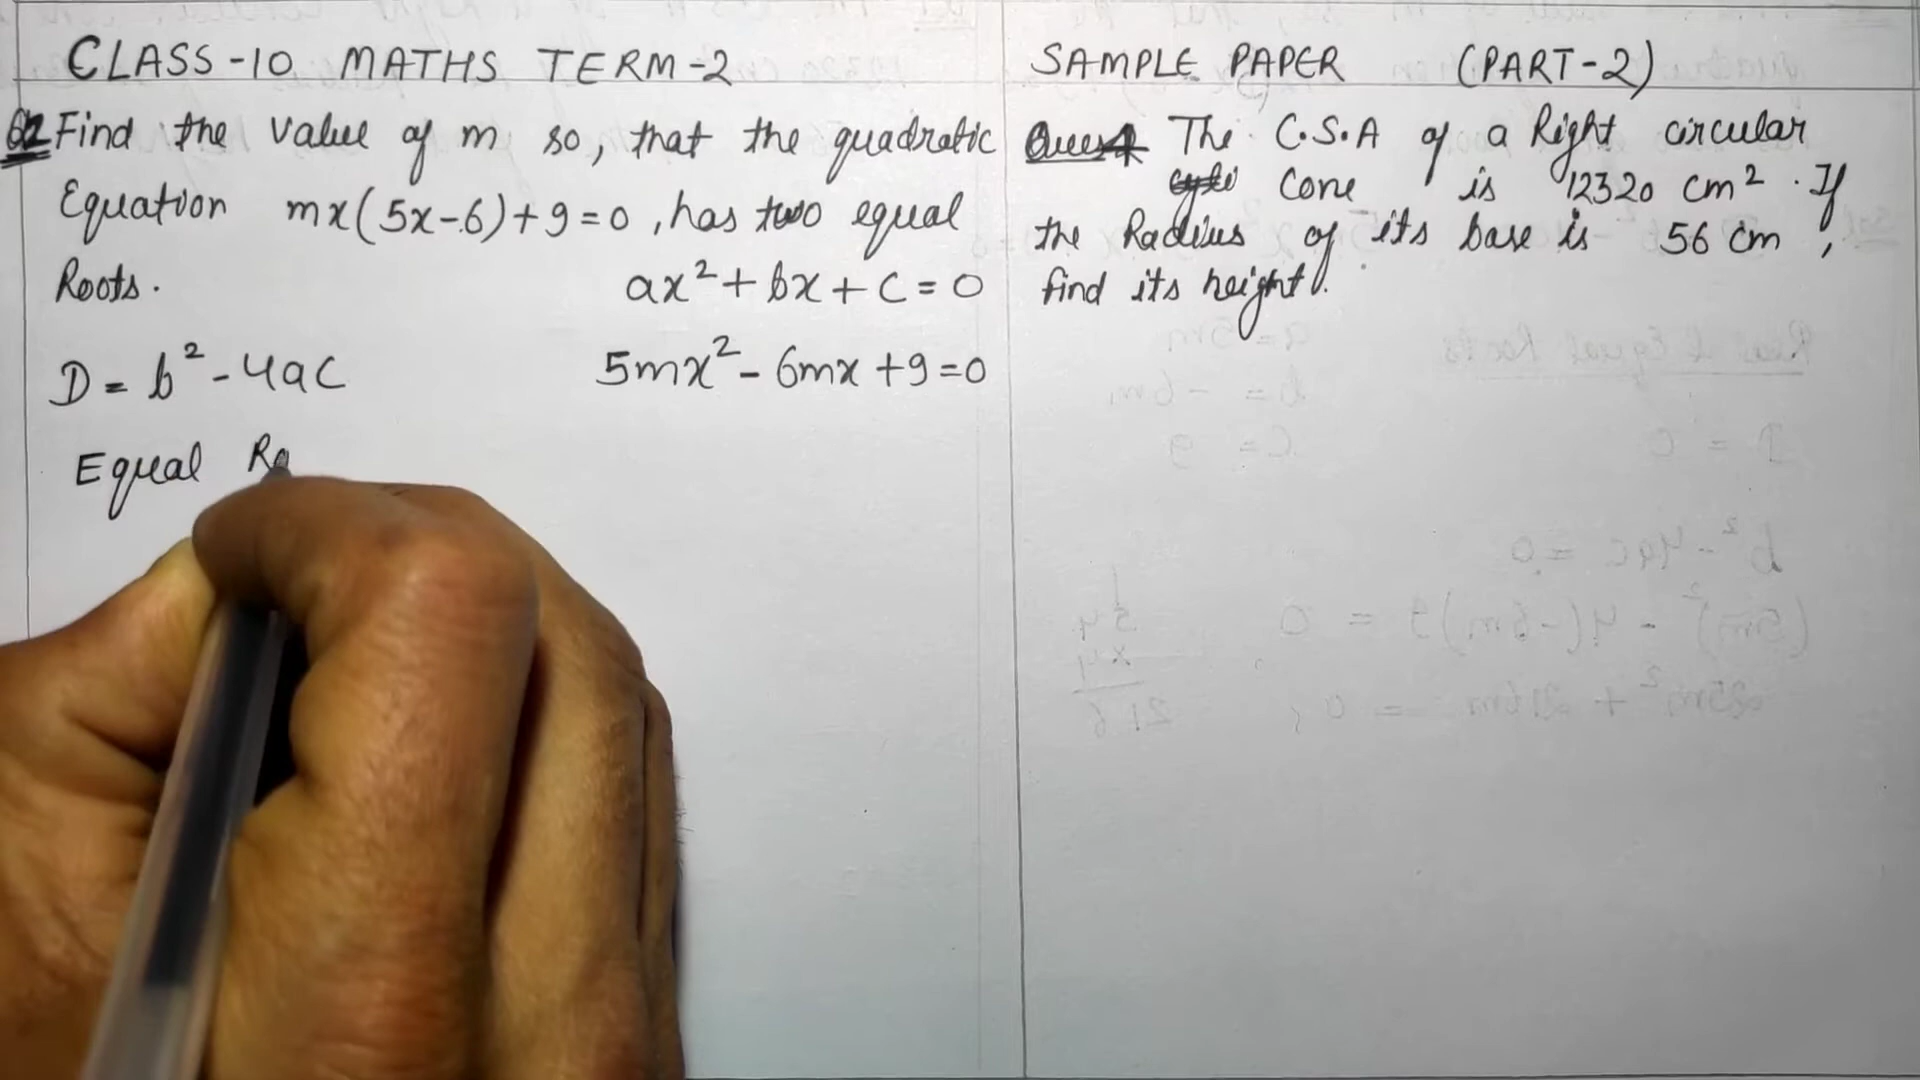 CLASS-10 MATHS TERM-2
Q2 Find the value of m so, that the quadratic
Equation mx(5x-6)+9=0, has two equal
Roots.
ax²+bx+c=0
D = b²-4ac
5mx²-6mx+9=0
Equal Ro
SAMPLE PAPER (PART-2)
Ques4 The C.S.A of a Right circular
Cone is 12320 cm². If
the Radius of its base is 56 cm,
find its height.